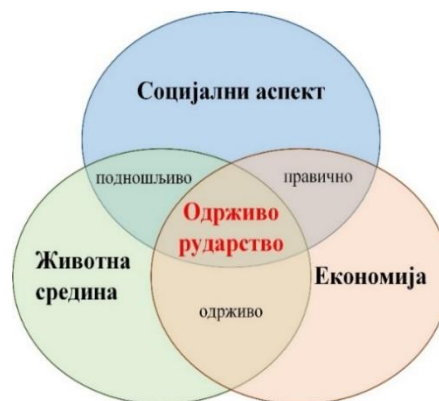 Социјални аспект
подношљиво
правично
Одрживо
рударство
Животна
средина
Економија
одрживо